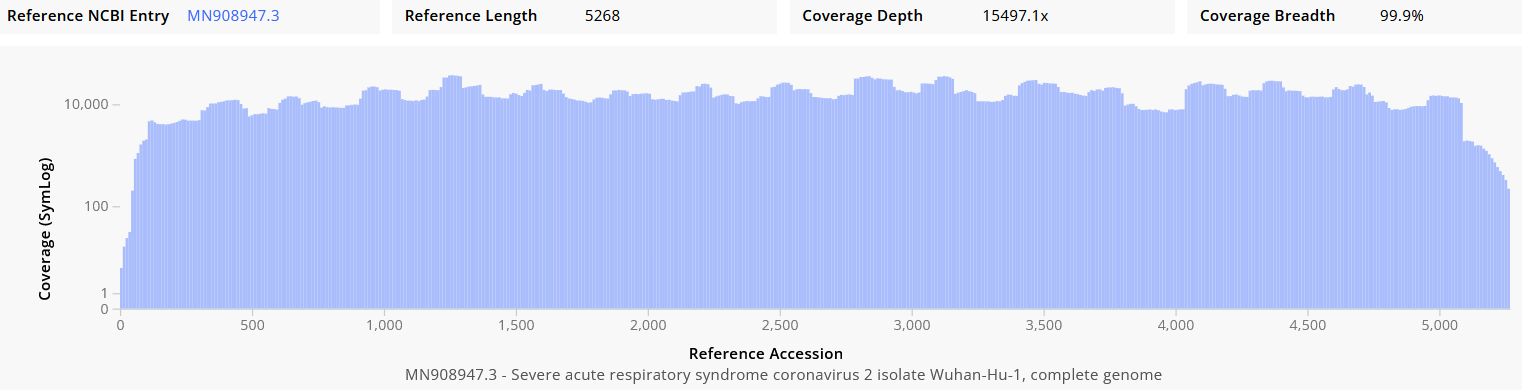 Reference NCBI Entry MN908947.3 Reference Length 5268 Coverage Depth 15497.1x Coverage Breadth 99.9%
10,000
100
1
0
Coverage (SymLog)
0 500 1,000 1,500 2,000 2,500 3,000 3,500 4,000 4,500 5,000
Reference Accession
MN908947.3 - Severe acute respiratory syndrome coronavirus 2 isolate Wuhan-Hu-1, complete genome